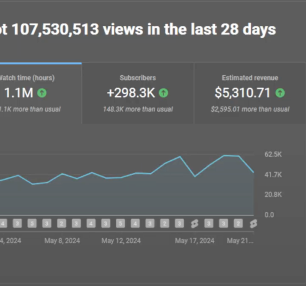 t 107,530,513 views in the last 28 days
Watch time (hours)
Subscribers
Estimated revenue
1.1M
+298.3K
$5,310.71
.1K more than usual
148.3K more than usual
$2,595.01 more than usual
62.5K
41.7K
20.8K
0.0
4, 2024
May 8, 2024
May 12, 2024
May 17, 2024
May 21...